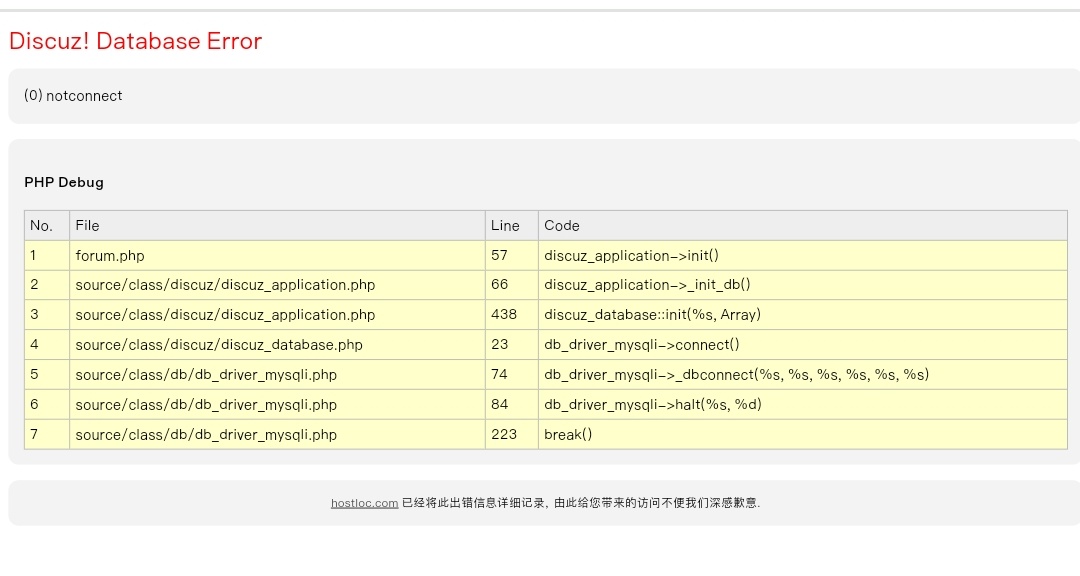 Discuz! Database Error
(0) notconnect
PHP Debug
No. File Line Code
1 forum.php 57 discuz_application->init()
2 source/class/discuz/discuz_application.php 66 discuz_application->_init_db()
3 source/class/discuz/discuz_application.php 438 discuz_database::init(%s, Array)
4 source/class/discuz/discuz_database.php 23 db_driver_mysqli->connect()
5 source/class/db/db_driver_mysqli.php 74 db_driver_mysqli->_dbconnect(%s, %s, %s, %s, %s, %s)
6 source/class/db/db_driver_mysqli.php 84 db_driver_mysqli->halt(%s, %d)
7 source/class/db/db_driver_mysqli.php 223 break()
hostloc.com 已经将此出错信息详细记录, 由此给您带来的访问不便我们深感歉意.